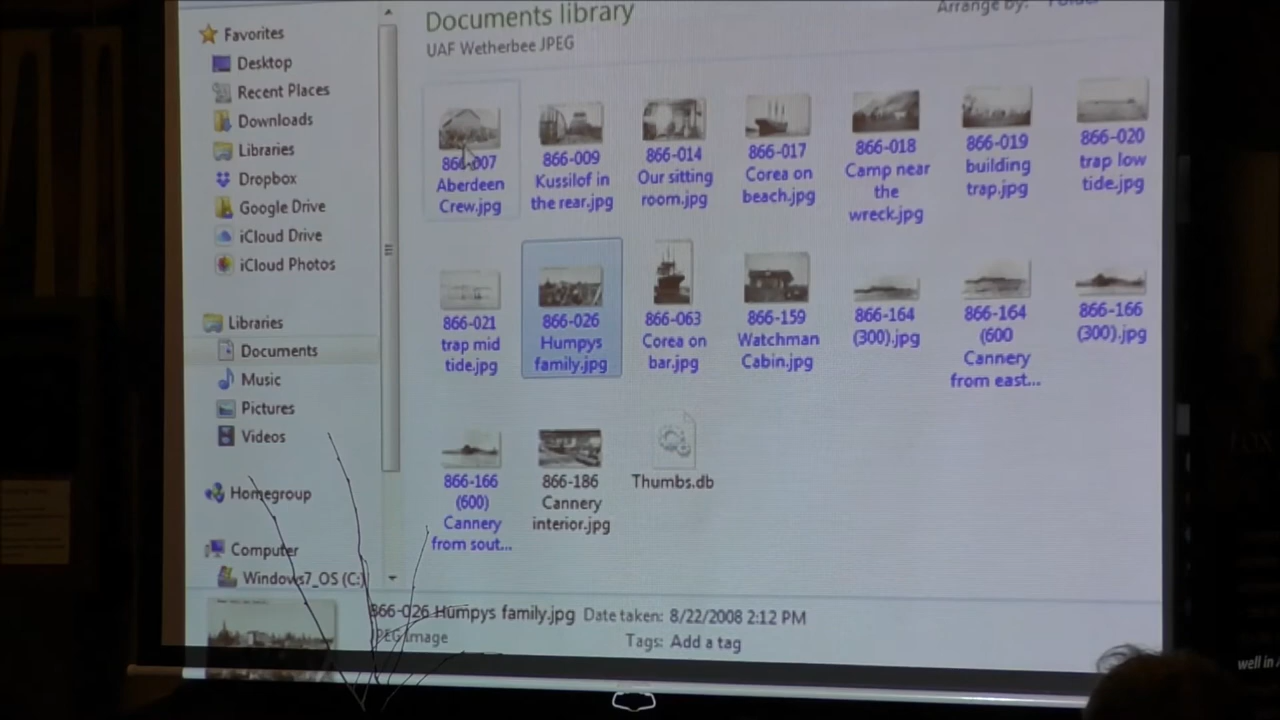 Documents library
Arrange by: Folder
UAF Wetherbee JPEG
Favorites
Desktop
Recent Places
Downloads
Libraries
Dropbox
Google Drive
iCloud Drive
iCloud Photos
Libraries
Documents
Music
Pictures
Videos
Homegroup
Computer
Windows7_OS (C:)
866-007
Aberdeen
Crew.jpg
866-009
Kussilof in
the rear.jpg
866-014
Our sitting
room.jpg
866-017
Corea on
beach.jpg
866-018
Camp near
the
wreck.jpg
866-019
building
trap.jpg
866-020
trap low
tide.jpg
866-021
trap mid
tide.jpg
866-026
Humpys
family.jpg
866-063
Corea on
bar.jpg
866-159
Watchman
Cabin.jpg
866-164
(300).jpg
866-164
(600
Cannery
from east...
866-166
(300).jpg
866-166
(600)
Cannery
from sout...
866-186
Cannery
interior.jpg
Thumbs.db
866-026 Humpys family.jpg Date taken: 8/22/2008 2:12 PM
JPEG image Tags: Add a tag
well in